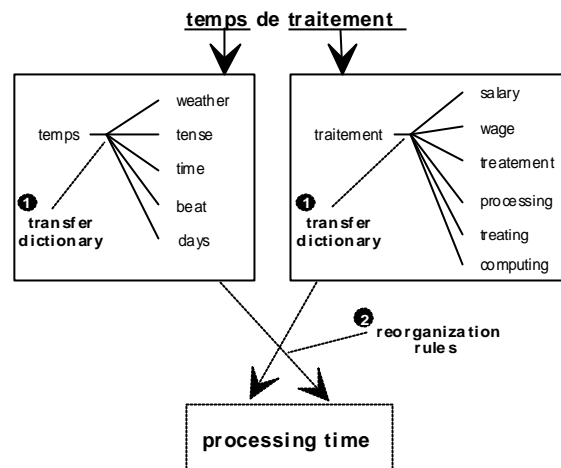 temps de traitement
weather
temps
tense
time
beat
days
1
transfer
dictionary
salary
wage
traitement
treatement
processing
treating
computing
1
transfer
dictionary
2
reorganization
rules
processing time